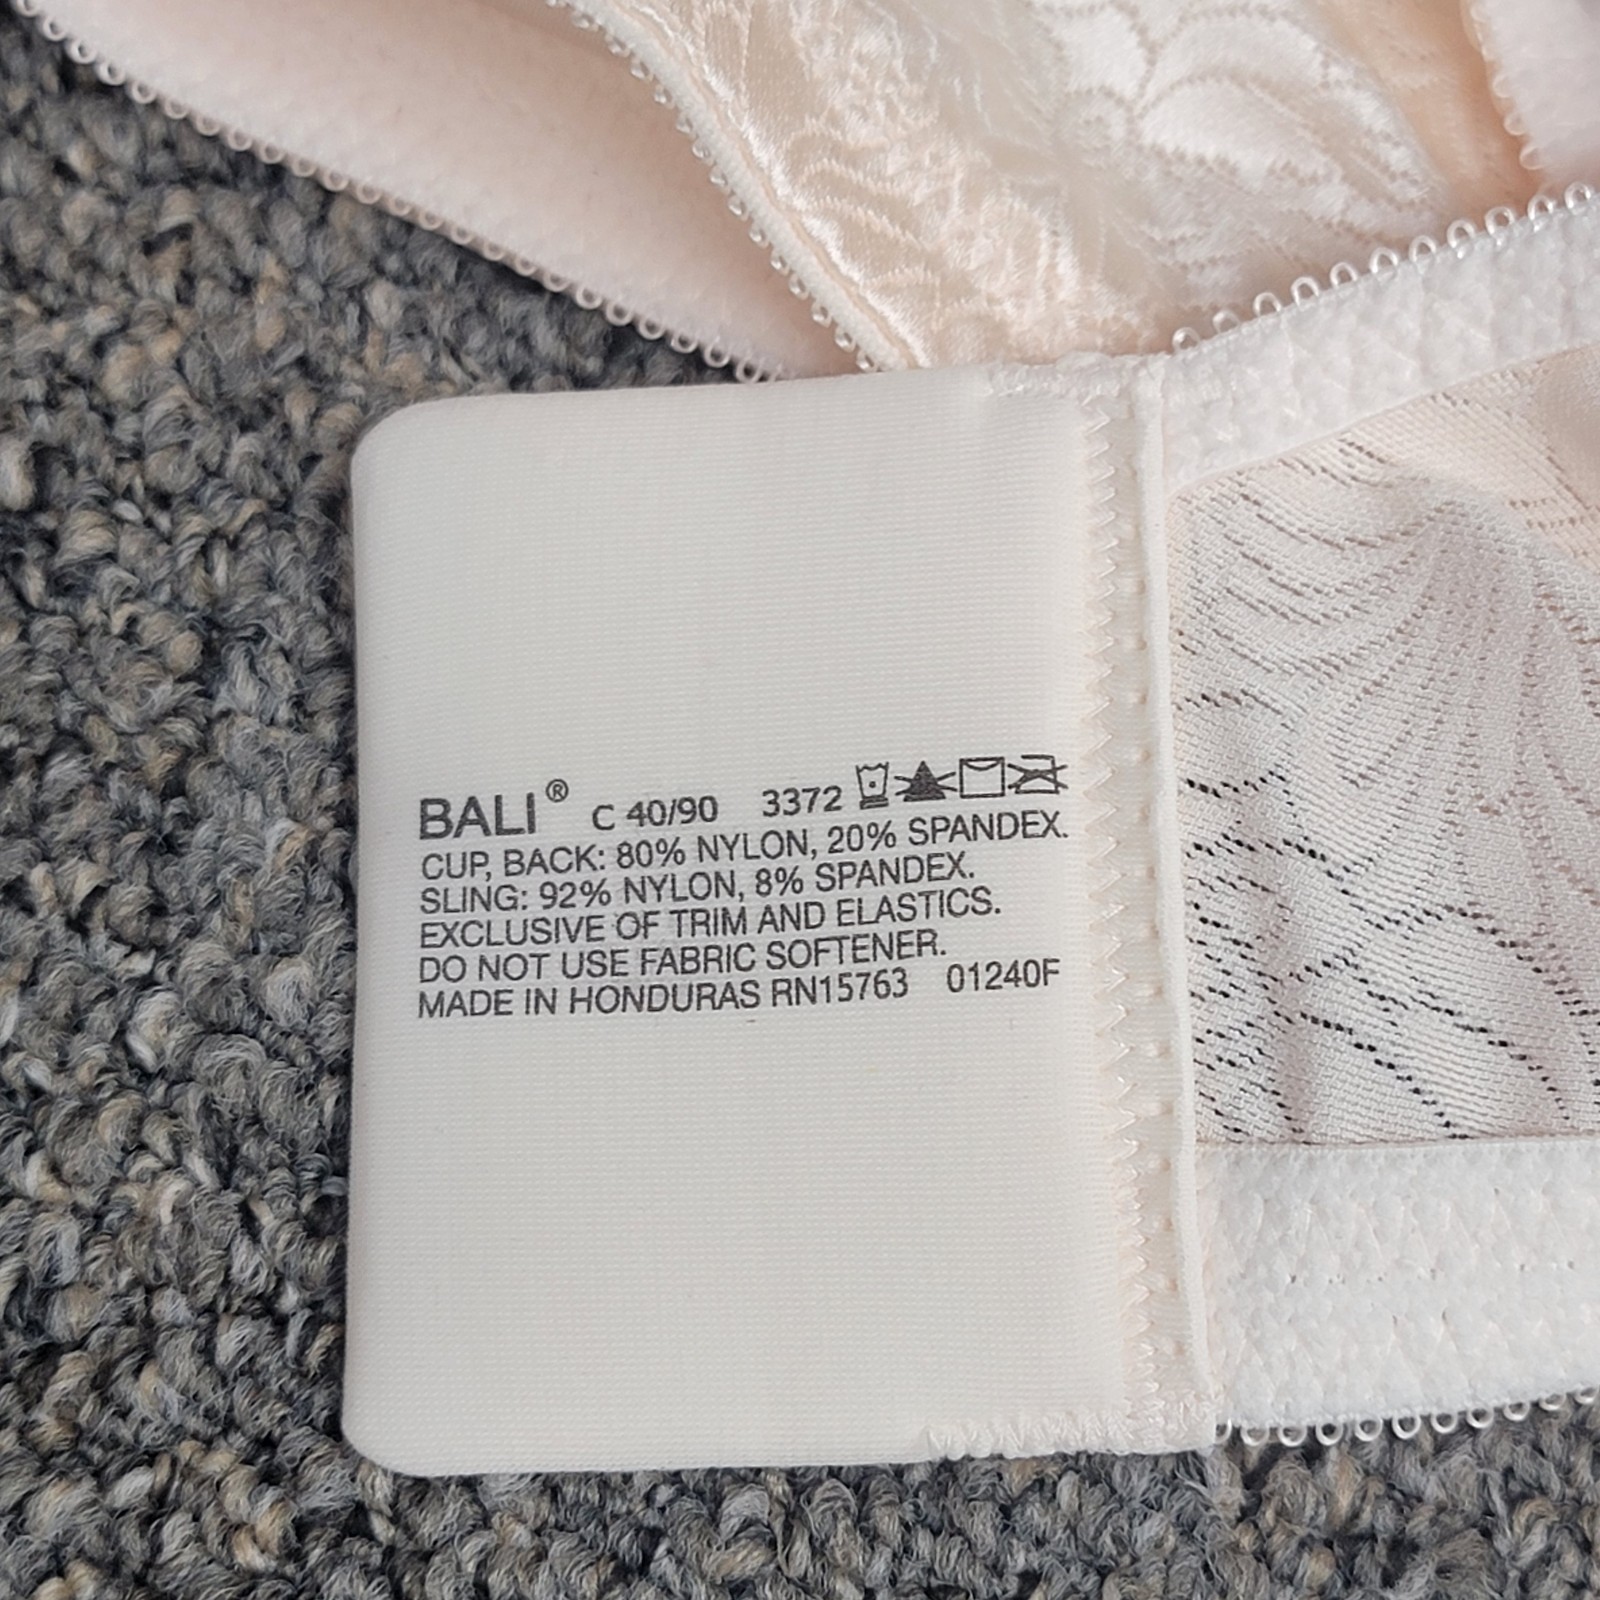 BALI® C 40/90 3372
CUP, BACK: 80% NYLON, 20% SPANDEX.
SLING: 92% NYLON, 8% SPANDEX.
EXCLUSIVE OF TRIM AND ELASTICS.
DO NOT USE FABRIC SOFTENER.
MADE IN HONDURAS RN15763 01240F